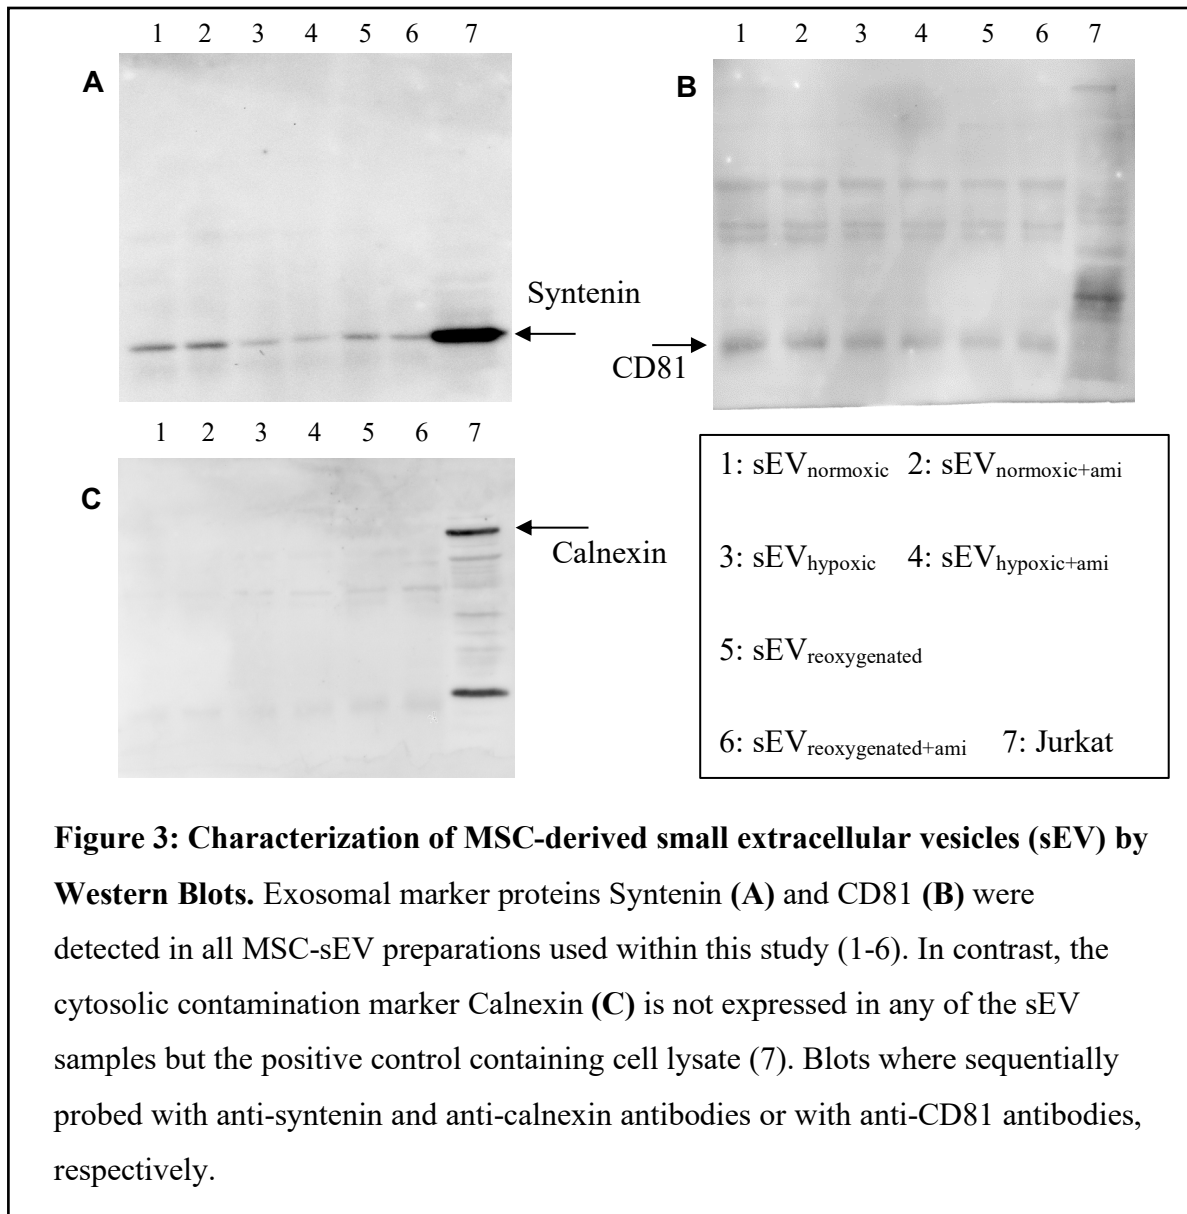 1 2 3 4 5 6 7
A
Syntenin
1 2 3 4 5 6 7
B
CD81
1 2 3 4 5 6 7
C
Calnexin
1: sEVnormoxic 2: sEVnormoxic+ami
3: sEVhypoxic 4: sEVhypoxic+ami
5: sEVreoxygenated
6: sEVreoxygenated+ami 7: Jurkat
Figure 3: Characterization of MSC-derived small extracellular vesicles (sEV) by
Western Blots. Exosomal marker proteins Syntenin (A) and CD81 (B) were
detected in all MSC-sEV preparations used within this study (1-6). In contrast, the
cytosolic contamination marker Calnexin (C) is not expressed in any of the sEV
samples but the positive control containing cell lysate (7). Blots where sequentially
probed with anti-syntenin and anti-calnexin antibodies or with anti-CD81 antibodies,
respectively.